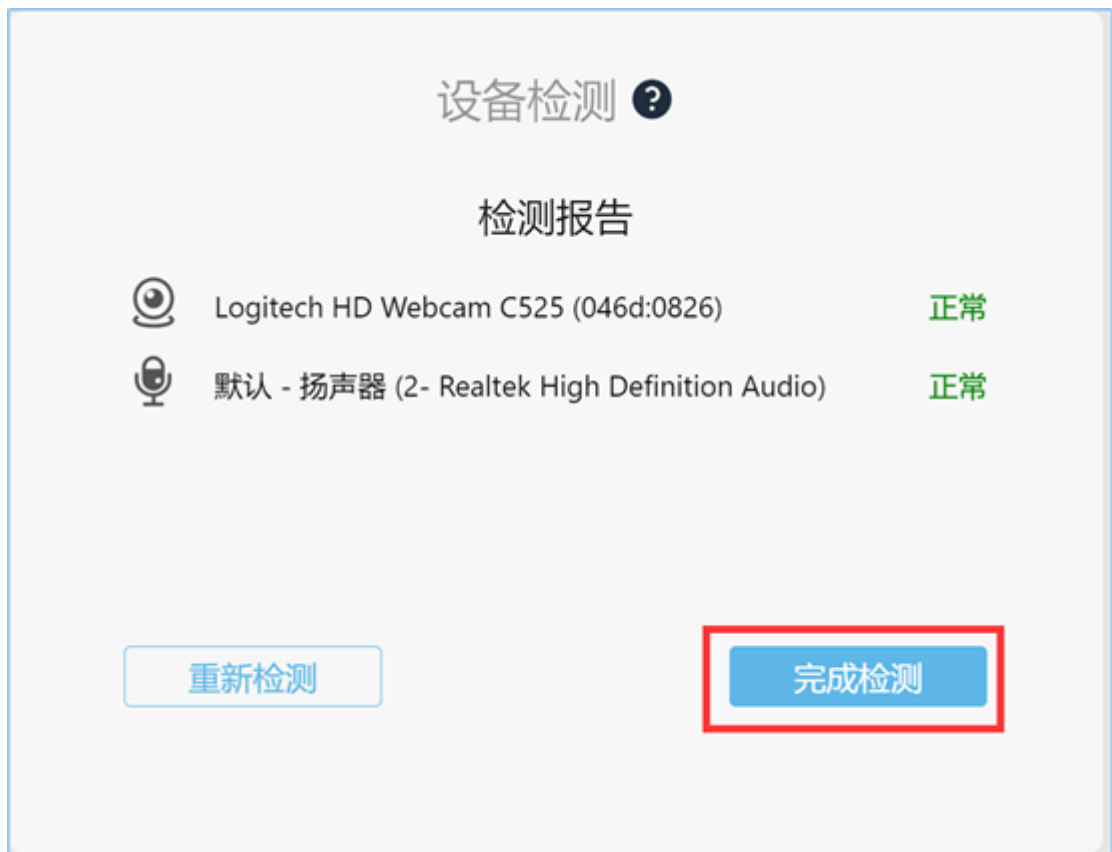 设备检测 ?
检测报告
Logitech HD Webcam C525 (046d:0826) 正常
默认 - 扬声器 (2- Realtek High Definition Audio) 正常
重新检测 完成检测